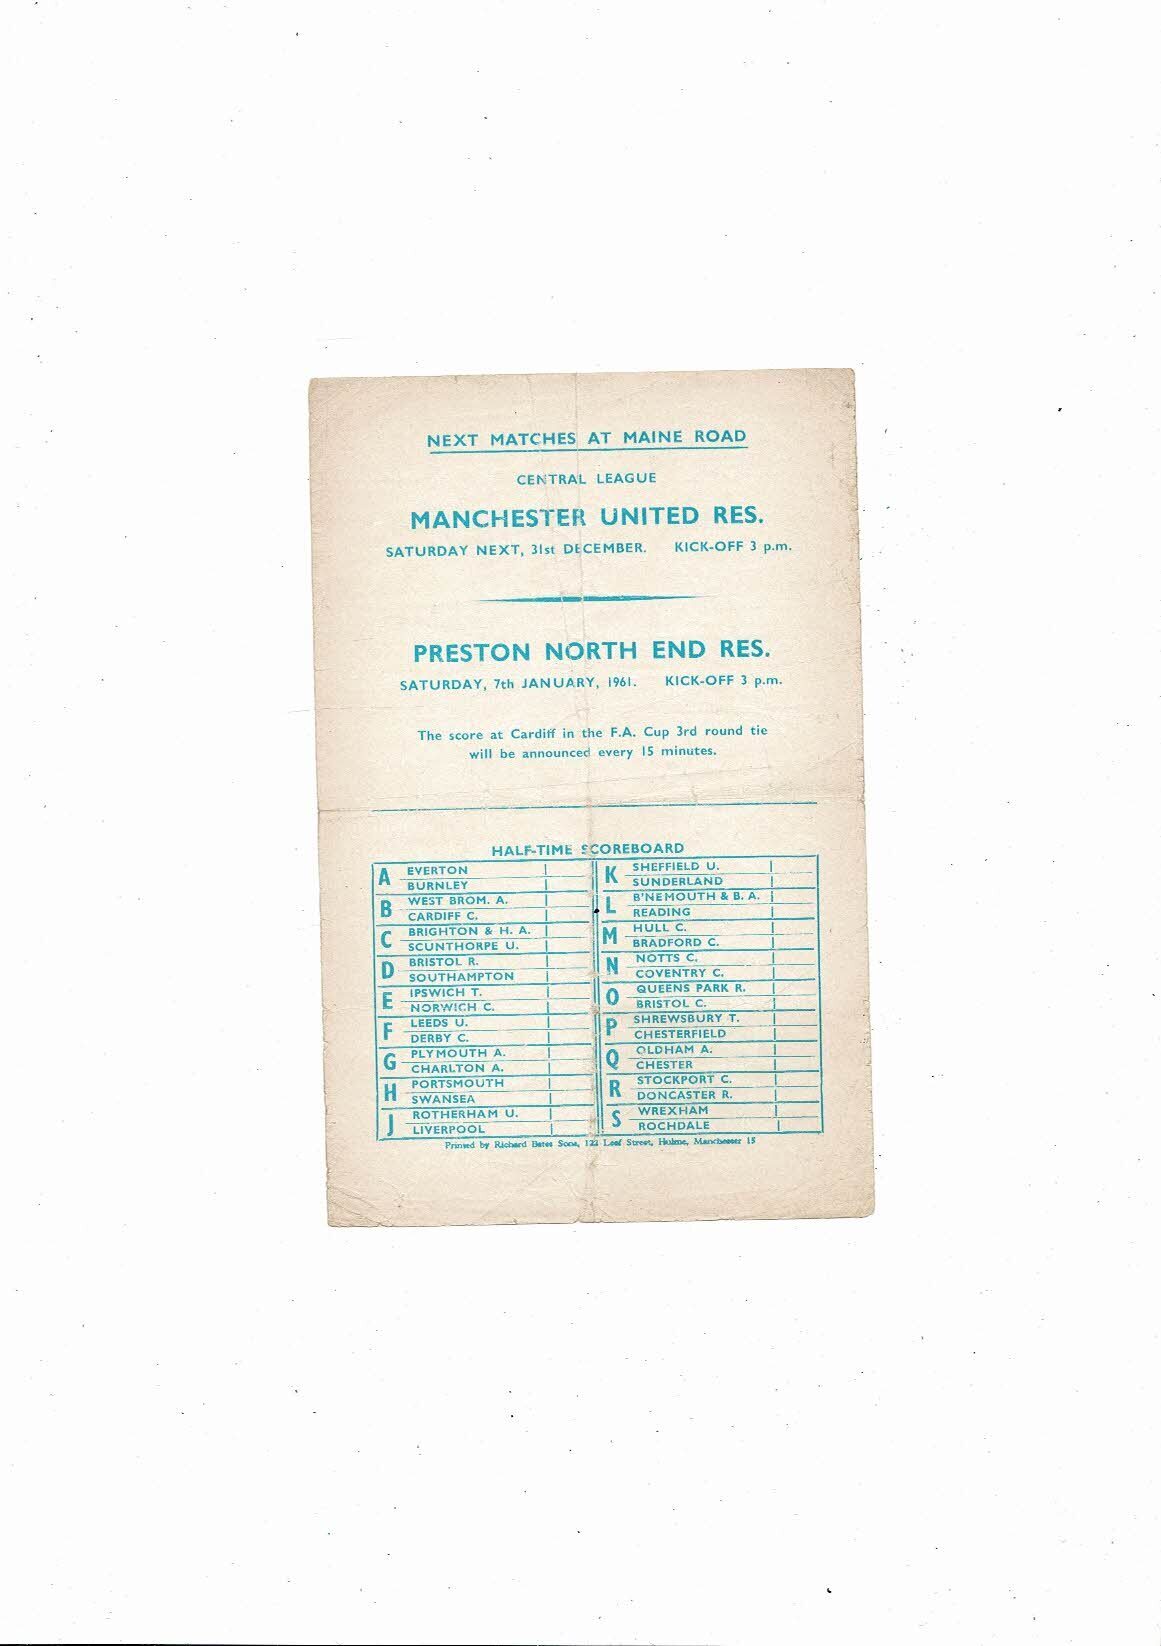 NEXT MATCHES AT MAINE ROAD
CENTRAL LEAGUE
MANCHESTER UNITED RES.
SATURDAY NEXT, 31st DECEMBER. KICK-OFF 3 p.m.
PRESTON NORTH END RES.
SATURDAY, 7th JANUARY, 1961. KICK-OFF 3 p.m.
The score at Cardiff in the F.A. Cup 3rd round tie
will be announced every 15 minutes.
HALF-TIME SCOREBOARD
A EVERTON
BURNLEY
B WEST BROM. A.
CARDIFF C.
C BRIGHTON & H. A.
SCUNTHORPE U.
D BRISTOL R.
SOUTHAMPTON
E IPSWICH T.
NORWICH C.
F LEEDS U.
DERBY C.
G PLYMOUTH A.
CHARLTON A.
H PORTSMOUTH
SWANSEA
J ROTHERHAM U.
LIVERPOOL
K SHEFFIELD U.
SUNDERLAND
L B'NEMOUTH & B. A.
READING
M HULL C.
BRADFORD C.
N NOTTS C.
COVENTRY C.
O QUEENS PARK R.
BRISTOL C.
P SHREWSBURY T.
CHESTERFIELD
Q OLDHAM A.
CHESTER
R STOCKPORT C.
DONCASTER R.
S WREXHAM
ROCHDALE
Printed by Richard Bates Sons, 122 Leaf Street, Hulme, Manchester 15